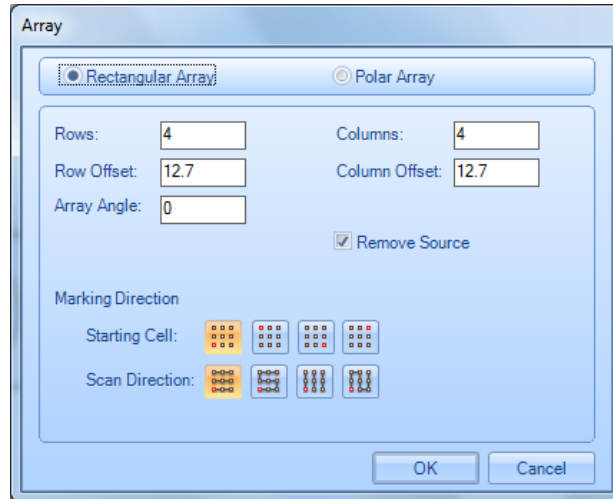 Array
Rectangular Array Polar Array
Rows: 4 Columns: 4
Row Offset: 12.7 Column Offset: 12.7
Array Angle: 0
Remove Source
Marking Direction
Starting Cell:
Scan Direction:
OK Cancel